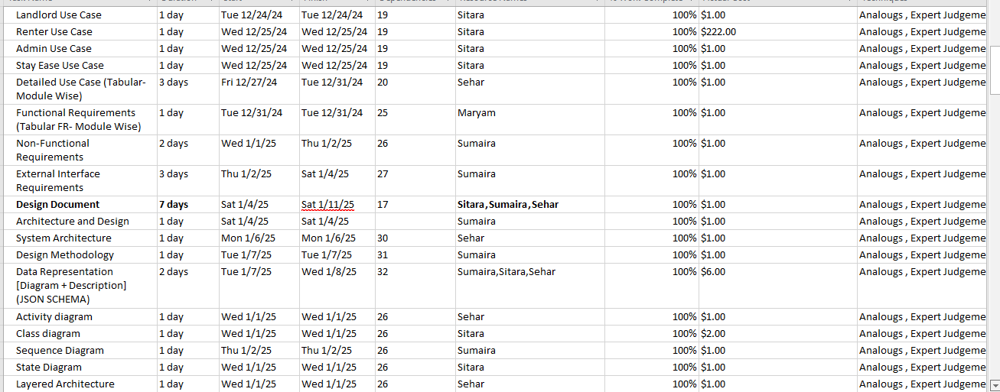 Landlord Use Case 1 day Tue 12/24/24 Tue 12/24/24 19 Sitara 100% $1.00 Analougs , Expert Judgeme
Renter Use Case 1 day Wed 12/25/24 Wed 12/25/24 19 Sitara 100% $222.00 Analougs , Expert Judgeme
Admin Use Case 1 day Wed 12/25/24 Wed 12/25/24 19 Sitara 100% $1.00 Analougs , Expert Judgeme
Stay Ease Use Case 1 day Wed 12/25/24 Wed 12/25/24 19 Sitara 100% $1.00 Analougs , Expert Judgeme
Detailed Use Case (Tabular- 3 days Fri 12/27/24 Tue 12/31/24 20 Sehar 100% $1.00 Analougs , Expert Judgeme
Module Wise)
Functional Requirements 1 day Tue 12/31/24 Tue 12/31/24 25 Maryam 100% $1.00 Analougs , Expert Judgeme
(Tabular FR- Module Wise)
Non-Functional 2 days Wed 1/1/25 Thu 1/2/25 26 Sumaira 100% $1.00 Analougs , Expert Judgeme
Requirements
External Interface 3 days Thu 1/2/25 Sat 1/4/25 27 Sumaira 100% $1.00 Analougs , Expert Judgeme
Requirements
Design Document 7 days Sat 1/4/25 Sat 1/11/25 17 Sitara,Sumaira,Sehar 100% $1.00 Analougs , Expert Judgeme
Architecture and Design 1 day Sat 1/4/25 Sat 1/4/25 Sumaira 100% $1.00 Analougs , Expert Judgeme
System Architecture 1 day Mon 1/6/25 Mon 1/6/25 30 Sehar 100% $1.00 Analougs , Expert Judgeme
Design Methodology 1 day Tue 1/7/25 Tue 1/7/25 31 Sumaira 100% $1.00 Analougs , Expert Judgeme
Data Representation 2 days Tue 1/7/25 Wed 1/8/25 32 Sumaira,Sitara,Sehar 100% $6.00 Analougs , Expert Judgeme
[Diagram + Description]
(JSON SCHEMA)
Activity diagram 1 day Wed 1/1/25 Wed 1/1/25 26 Sehar 100% $1.00 Analougs , Expert Judgeme
Class diagram 1 day Wed 1/1/25 Wed 1/1/25 26 Sitara 100% $2.00 Analougs , Expert Judgeme
Sequence Diagram 1 day Thu 1/2/25 Thu 1/2/25 26 Sumaira 100% $1.00 Analougs , Expert Judgeme
State Diagram 1 day Wed 1/1/25 Wed 1/1/25 26 Sitara 100% $1.00 Analougs , Expert Judgeme
Layered Architecture 1 day Wed 1/1/25 Wed 1/1/25 26 Sehar 100% $1.00 Analougs , Expert Judgeme